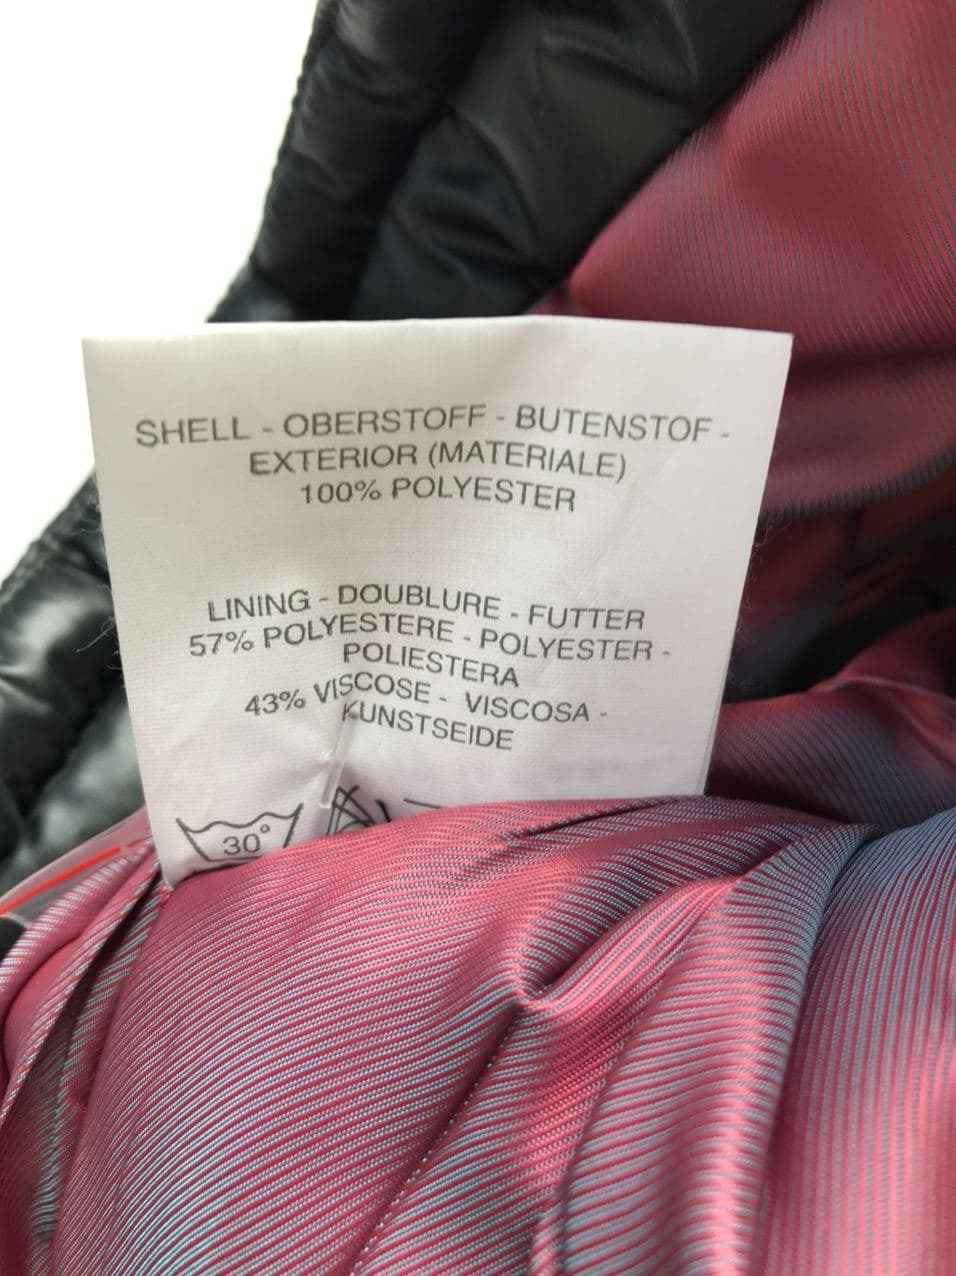 SHELL - OBERSTOFF - BUTENSTOF -
EXTERIOR (MATERIALE)
100% POLYESTER
LINING - DOUBLURE - FUTTER
57% POLYESTERE - POLYESTER -
POLIESTERA
43% VISCOSE - VISCOSA -
KUNSTSEIDE
30°